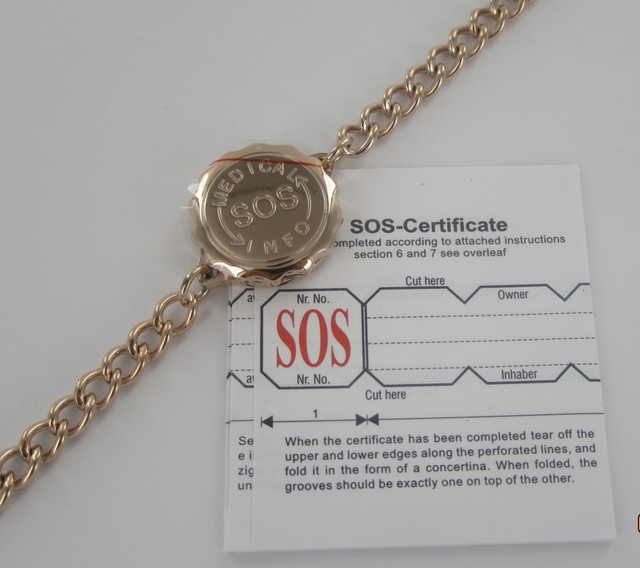 MEDICAL
SOS
INFO
SOS-Certificate
completed according to attached instructions
section 6 and 7 see overleaf
Cut here
Nr. No.
Owner
SOS
Nr. No.
Inhaber
Cut here
1
When the certificate has been completed tear off the
upper and lower edges along the perforated lines, and
fold it in the form of a concertina. When folded, the
grooves should be exactly one on top of the other.